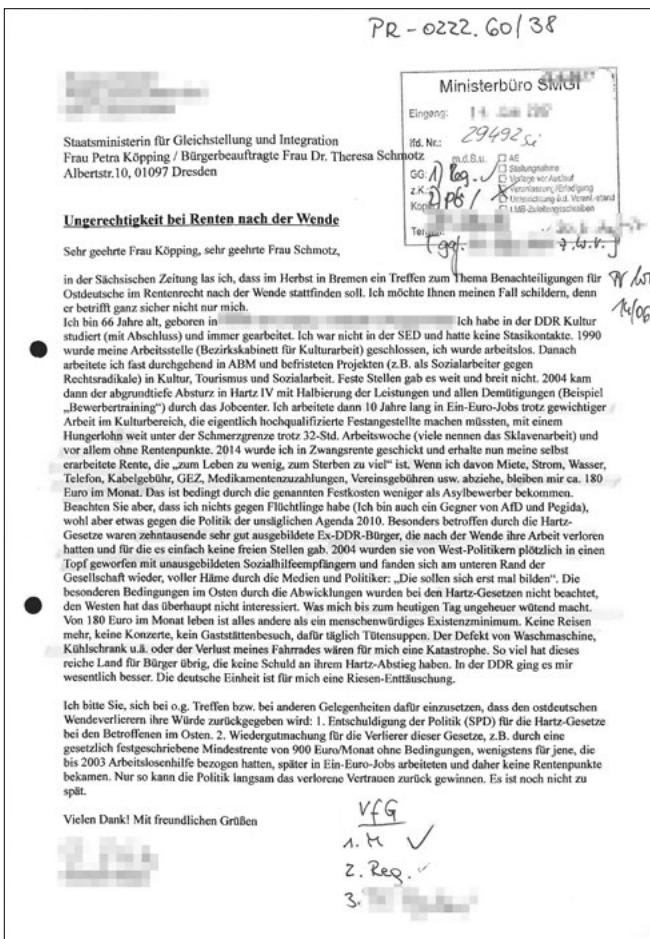 PR-0222.60/38
Ministerbüro SMGI
Eingang:
lfd. Nr.: 29492 Si
m.d.B.u.
AE
Stellungnahme
Vorlage vor Auslauf
Veranlassung/Erledigung
LMB-Zuleitungsschreiben
GG: 1) Reg. ✓
z.K.: 2) PG /
Staatsministerin für Gleichstellung und Integration
Frau Petra Köpping / Bürgerbeauftragte Frau Dr. Theresa Schmotz
Albertstr.10, 01097 Dresden
Ungerechtigkeit bei Renten nach der Wende
Sehr geehrte Frau Köpping, sehr geehrte Frau Schmotz,
in der Sächsischen Zeitung las ich, dass im Herbst in Bremen ein Treffen zum Thema Benachteiligungen für
Ostdeutsche im Rentenrecht nach der Wende stattfinden soll. Ich möchte Ihnen meinen Fall schildern, denn
er betrifft ganz sicher nicht nur mich.
14/06
Ich bin 66 Jahre alt, geboren in Ich habe in der DDR Kultur
studiert (mit Abschluss) und immer gearbeitet. Ich war nicht in der SED und hatte keine Stasikontakte. 1990
wurde meine Arbeitsstelle (Bezirkskabinett für Kulturarbeit) geschlossen, ich wurde arbeitslos. Danach
arbeitete ich fast durchgehend in ABM und befristeten Projekten (z.B. als Sozialarbeiter gegen
Rechtsradikale) in Kultur, Tourismus und Sozialarbeit. Feste Stellen gab es weit und breit nicht. 2004 kam
dann der abgrundtiefe Absturz in Hartz IV mit Halbierung der Leistungen und allen Demütigungen (Beispiel
„Bewerbertraining") durch das Jobcenter. Ich arbeitete dann 10 Jahre lang in Ein-Euro-Jobs trotz gewichtiger
Arbeit im Kulturbereich, die eigentlich hochqualifizierte Festangestellte machen müssten, mit einem
Hungerlohn weit unter der Schmerzgrenze trotz 32-Std. Arbeitswoche (viele nennen das Sklavenarbeit) und
vor allem ohne Rentenpunkte. 2014 wurde ich in Zwangsrente geschickt und erhalte nun meine selbst
erarbeitete Rente, die „zum Leben zu wenig, zum Sterben zu viel" ist. Wenn ich davon Miete, Strom, Wasser,
Telefon, Kabelgebühr, GEZ, Medikamentenzuzahlungen, Vereinsgebühren usw. abziehe, bleiben mir ca. 180
Euro im Monat. Das ist bedingt durch die genannten Festkosten weniger als Asylbewerber bekommen.
Beachten Sie aber, dass ich nichts gegen Flüchtlinge habe (Ich bin auch ein Gegner von AfD und Pegida),
wohl aber etwas gegen die Politik der unsäglichen Agenda 2010. Besonders betroffen durch die Hartz-
Gesetze waren zehntausende sehr gut ausgebildete Ex-DDR-Bürger, die nach der Wende ihre Arbeit verloren
hatten und für die es einfach keine freien Stellen gab. 2004 wurden sie von West-Politikern plötzlich in einen
Topf geworfen mit unausgebildeten Sozialhilfeempfängern und fanden sich am unteren Rand der
Gesellschaft wieder, voller Häme durch die Medien und Politiker: „Die sollen sich erst mal bilden". Die
besonderen Bedingungen im Osten durch die Abwicklungen wurden bei den Hartz-Gesetzen nicht beachtet,
den Westen hat das überhaupt nicht interessiert. Was mich bis zum heutigen Tag ungeheuer wütend macht.
Von 180 Euro im Monat leben ist alles andere als ein menschenwürdiges Existenzminimum. Keine Reisen
mehr, keine Konzerte, kein Gaststättenbesuch, dafür täglich Tütensuppen. Der Defekt von Waschmaschine,
Kühlschrank u.ä. oder der Verlust meines Fahrrades wären für mich eine Katastrophe. So viel hat dieses
reiche Land für Bürger übrig, die keine Schuld an ihrem Hartz-Abstieg haben. In der DDR ging es mir
wesentlich besser. Die deutsche Einheit ist für mich eine Riesen-Enttäuschung.
Ich bitte Sie, sich bei o.g. Treffen bzw. bei anderen Gelegenheiten dafür einzusetzen, dass den ostdeutschen
Wendeverlierern ihre Würde zurückgegeben wird: 1. Entschuldigung der Politik (SPD) für die Hartz-Gesetze
bei den Betroffenen im Osten. 2. Wiedergutmachung für die Verlierer dieser Gesetze, z.B. durch eine
gesetzlich festgeschriebene Mindestrente von 900 Euro/Monat ohne Bedingungen, wenigstens für jene, die
bis 2003 Arbeitslosenhilfe bezogen hatten, später in Ein-Euro-Jobs arbeiteten und daher keine Rentenpunkte
bekamen. Nur so kann die Politik langsam das verlorene Vertrauen zurück gewinnen. Es ist noch nicht zu
spät.
Vielen Dank! Mit freundlichen Grüßen
VfG
1. M ✓
2. Reg. ✓
3.